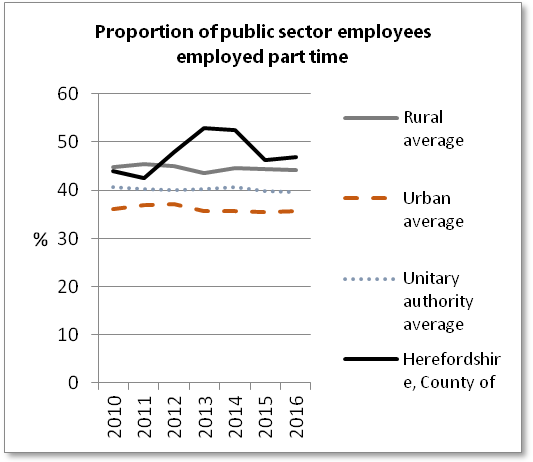 Proportion of public sector employees
employed part time
60
50
40
30
20
10
0
%
2010
2011
2012
2013
2014
2015
2016
Rural
average
Urban
average
Unitary
authority
average
Herefordshir
e, County of